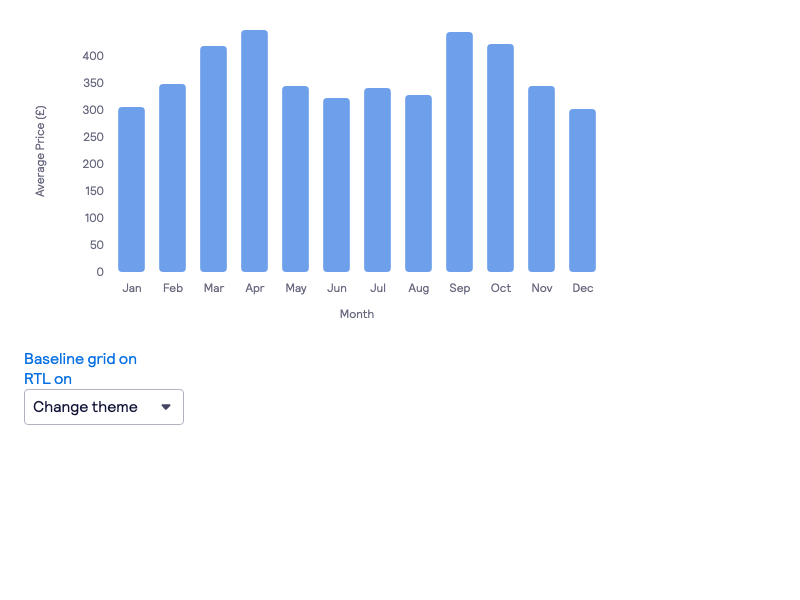 Average Price (£)
400
350
300
250
200
150
100
50
0
Jan Feb Mar Apr May Jun Jul Aug Sep Oct Nov Dec
Month
Baseline grid on
RTL on
Change theme